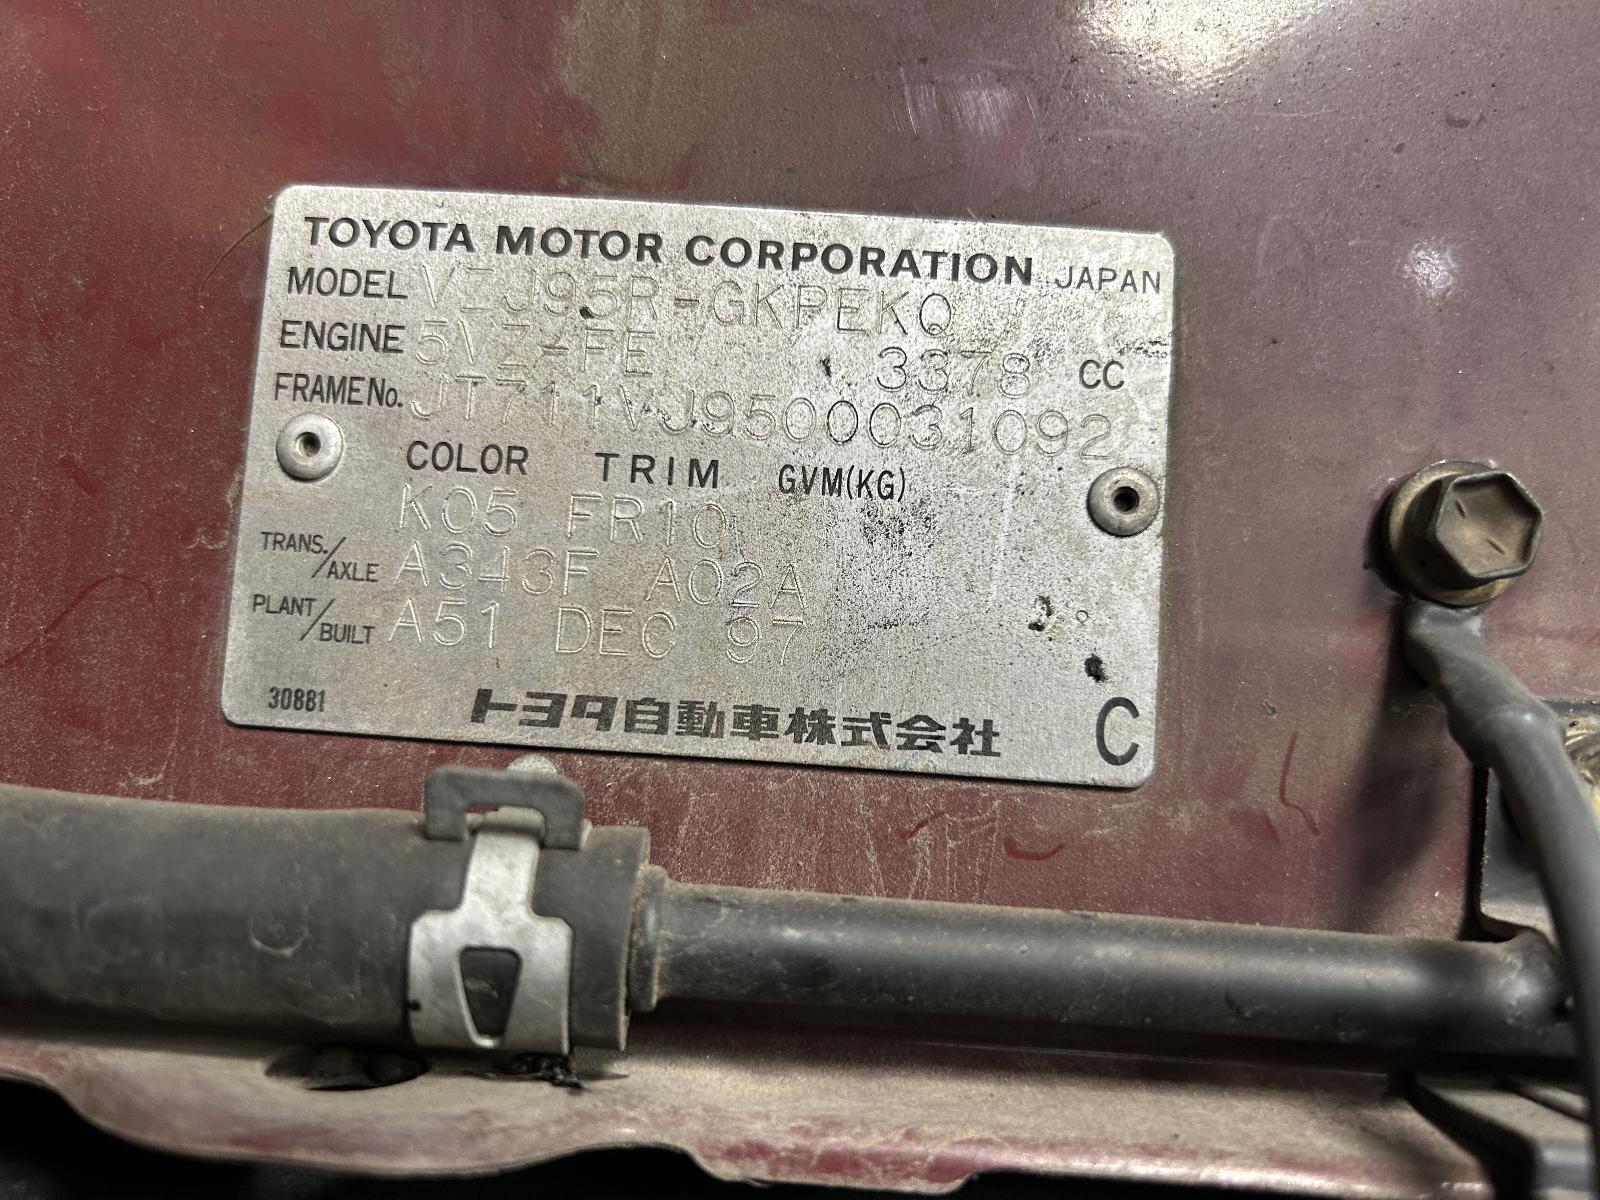 TOYOTA MOTOR CORPORATION JAPAN
MODEL VZJ95R-GKPEKQ
ENGINE 5VZ-FE 3378 CC
FRAME No. JT711VJ9500031092
COLOR TRIM GVM(KG)
K05 FR10
TRANS./AXLE A343F A02A
PLANT/BUILT A51 DEC 97
30881 トヨタ自動車株式会社 C